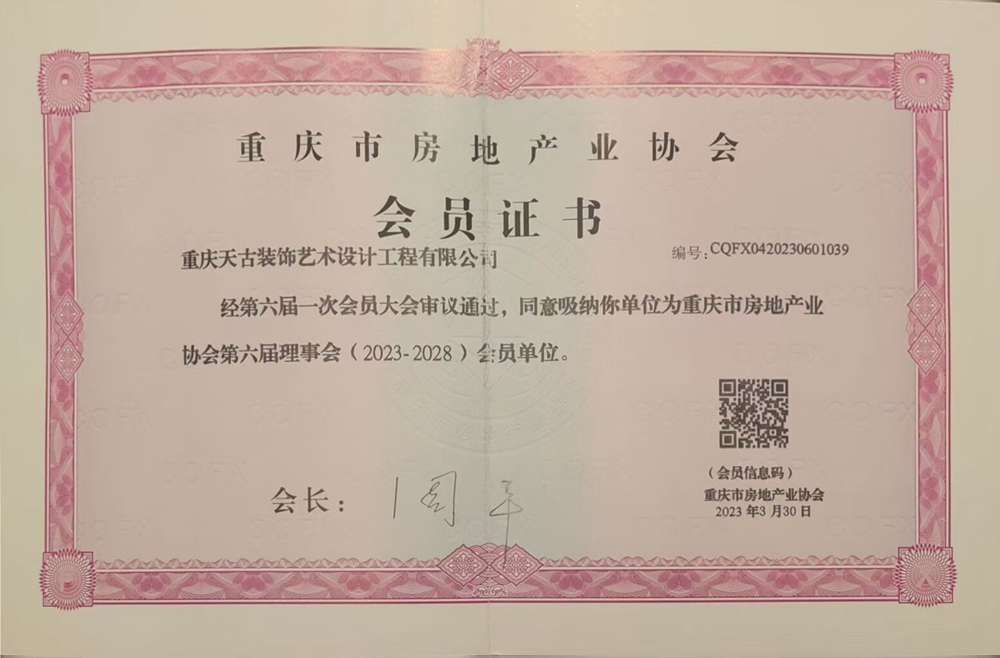 重庆市房地产业协会
会员证书
重庆天古装饰艺术设计工程有限公司
编号:CQFX0420230601039
经第六届一次会员大会审议通过，同意吸纳你单位为重庆市房地产业
协会第六届理事会（2023-2028）会员单位。
（会员信息码）
会长：
重庆市房地产业协会
2023年3月30日